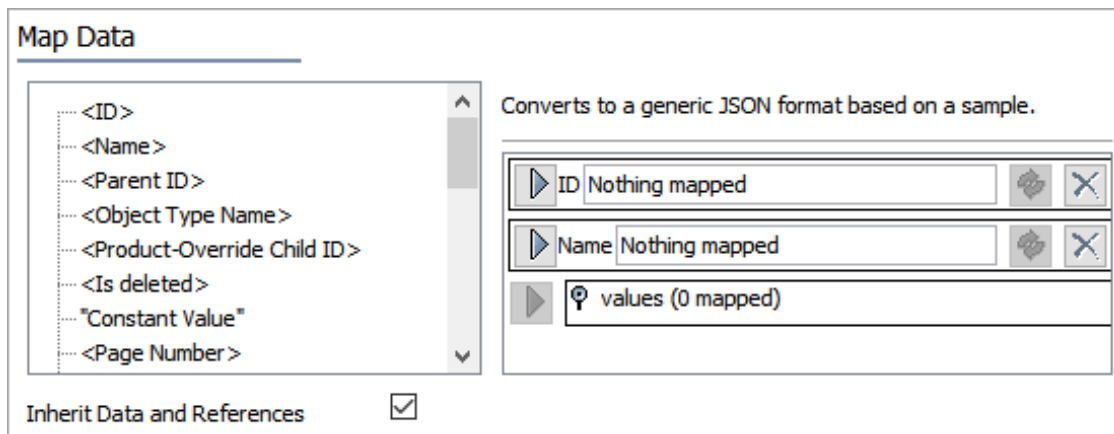 Map Data
<ID>
<Name>
<Parent ID>
<Object Type Name>
<Product-Override Child ID>
<Is deleted>
"Constant Value"
<Page Number>
Converts to a generic JSON format based on a sample.
ID Nothing mapped
Name Nothing mapped
values (0 mapped)
Inherit Data and References